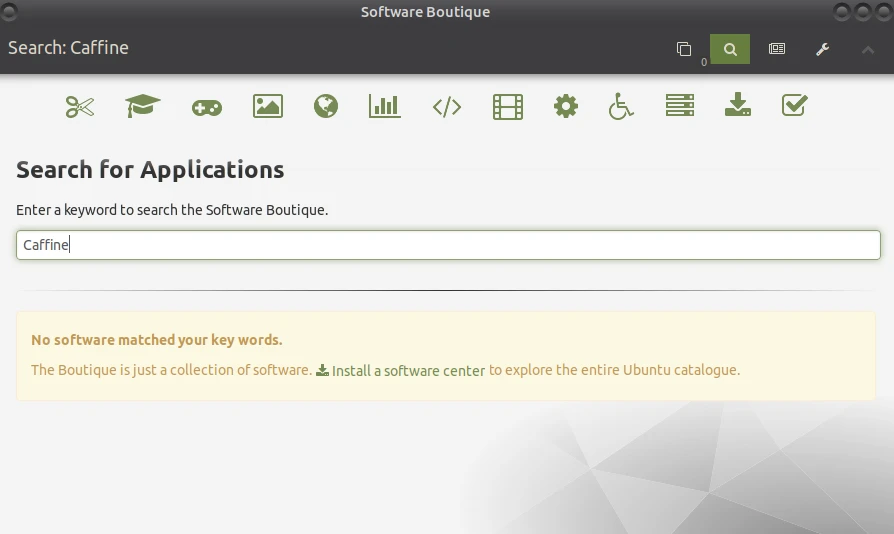 Software Boutique
Search: Caffine
0
Search for Applications
Enter a keyword to search the Software Boutique.
Caffine
No software matched your key words.
The Boutique is just a collection of software. Install a software center to explore the entire Ubuntu catalogue.